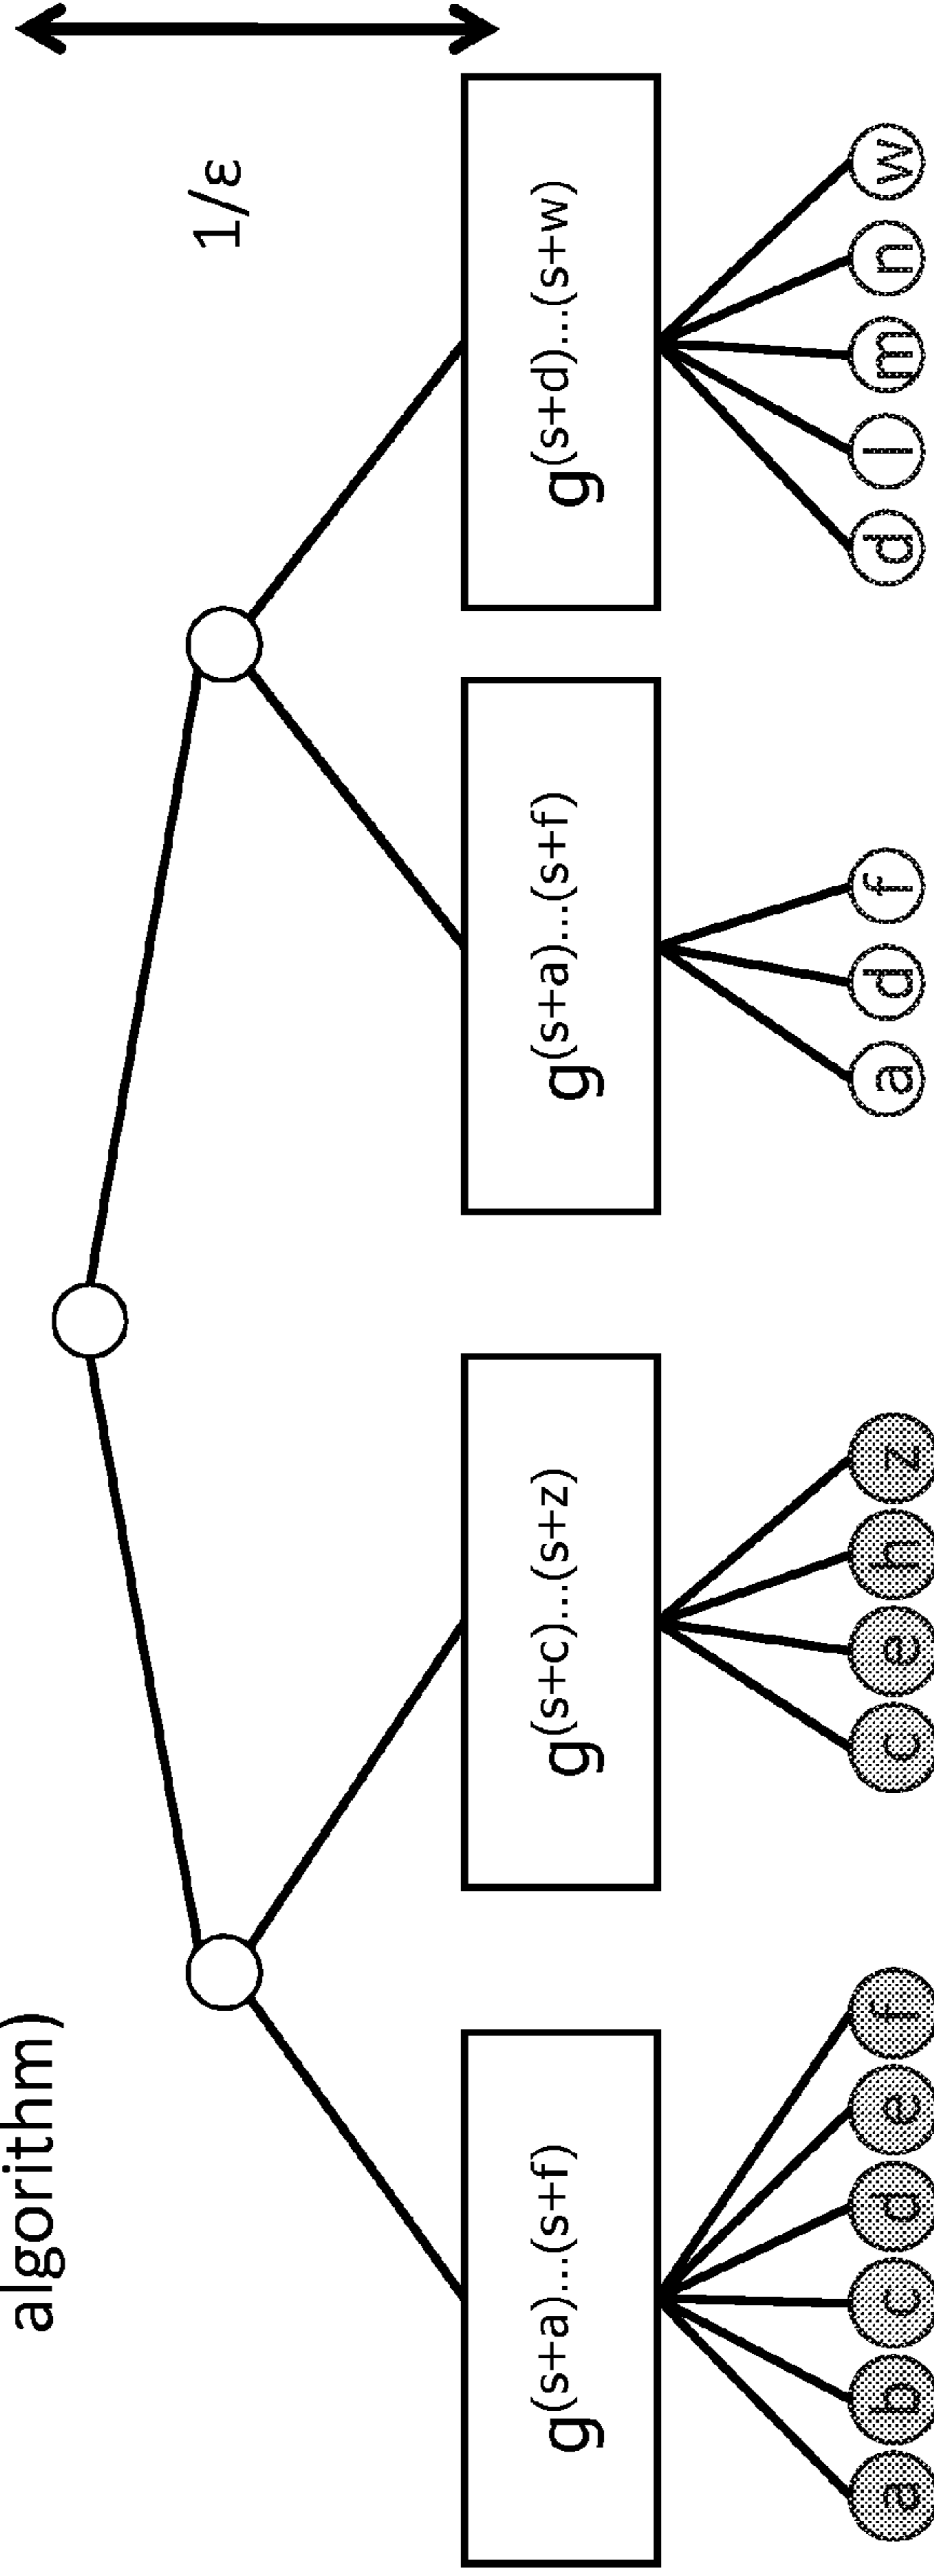 algorithm)
1/ε
g^(s+a)...(s+f)
g^(s+c)...(s+z)
g^(s+a)...(s+f)
g^(s+d)...(s+w)
a b c d e f
c e h z
a d f
d l m n w